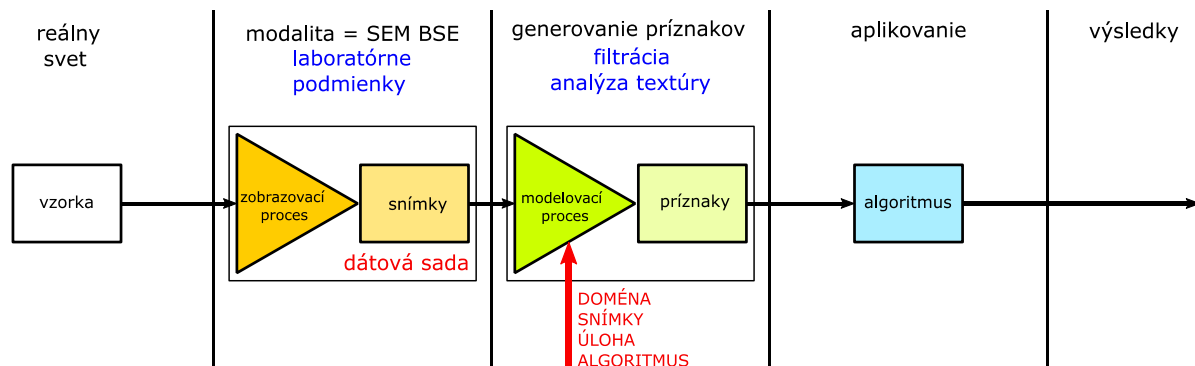 reálny
svet
modalita = SEM BSE
laboratórne
podmienky
generovanie príznakov
filtrácia
analýza textúry
aplikovanie
výsledky
vzorka
zobrazovací
proces
snímky
dátová sada
modelovací
proces
príznaky
algoritmus
DOMÉNA
SNÍMKY
ÚLOHA
ALGORITMUS